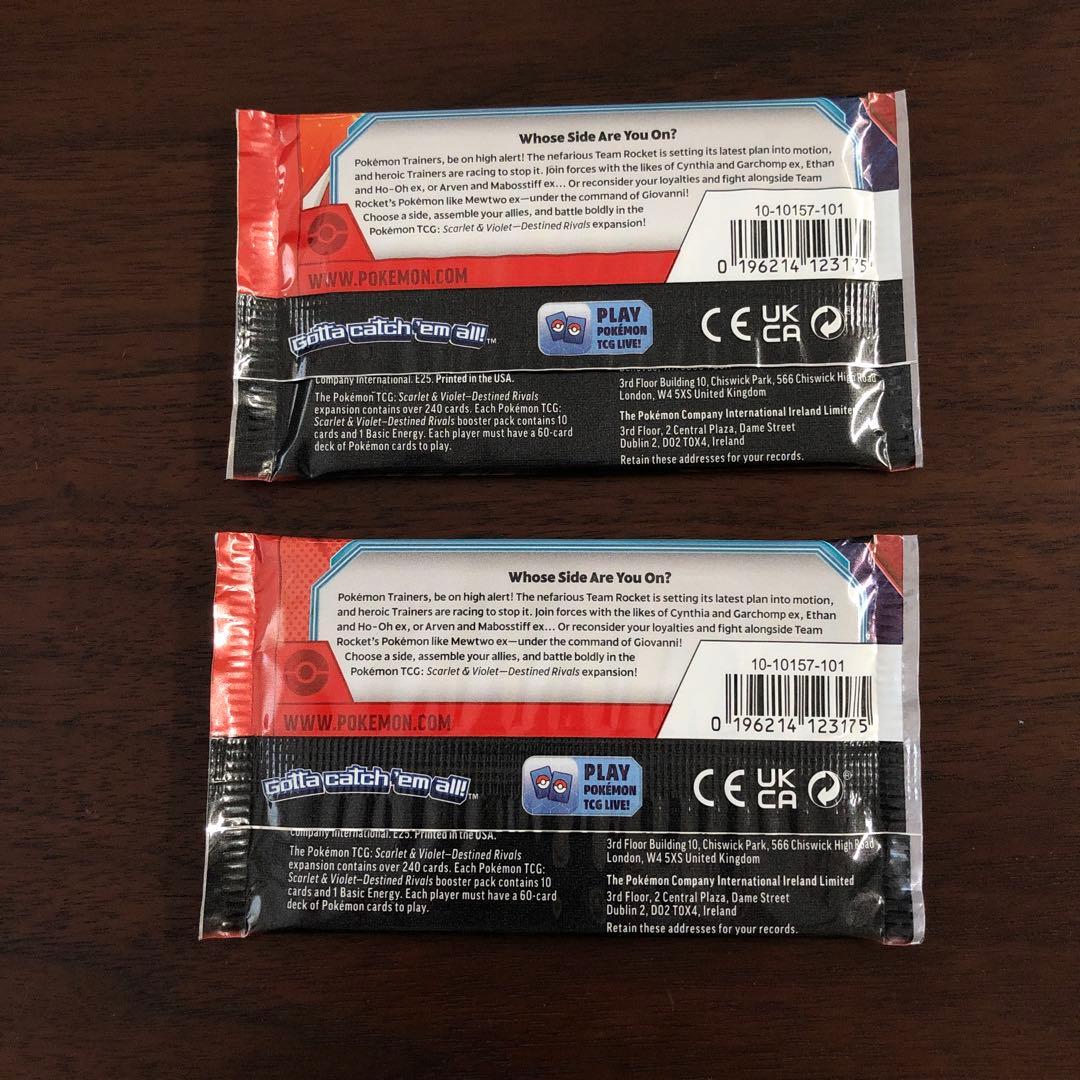 Whose Side Are You On?
Pokémon Trainers, be on high alert! The nefarious Team Rocket is setting its latest plan into motion,
and heroic Trainers are racing to stop it. Join forces with the likes of Cynthia and Garchomp ex, Ethan
and Ho-Oh ex, or Arven and Mabosstiff ex... Or reconsider your loyalties and fight alongside Team
Rocket's Pokémon like Mewtwo ex—under the command of Giovanni!
Choose a side, assemble your allies, and battle boldly in the
Pokémon TCG: Scarlet & Violet—Destined Rivals expansion!
10-10157-101
0 196214 123175
WWW.POKEMON.COM
Gotta catch 'em all!™
PLAY
POKÉMON
TCG LIVE!
CE
UK
CA
Company International. E25. Printed in the USA.
The Pokémon TCG: Scarlet & Violet—Destined Rivals
expansion contains over 240 cards. Each Pokémon TCG:
Scarlet & Violet—Destined Rivals booster pack contains 10
cards and 1 Basic Energy. Each player must have a 60-card
deck of Pokémon cards to play.
3rd Floor Building 10, Chiswick Park, 566 Chiswick High Road
London, W4 5XS United Kingdom
The Pokémon Company International Ireland Limited
3rd Floor, 2 Central Plaza, Dame Street
Dublin 2, D02 T0X4, Ireland
Retain these addresses for your records.
Whose Side Are You On?
Pokémon Trainers, be on high alert! The nefarious Team Rocket is setting its latest plan into motion,
and heroic Trainers are racing to stop it. Join forces with the likes of Cynthia and Garchomp ex, Ethan
and Ho-Oh ex, or Arven and Mabosstiff ex... Or reconsider your loyalties and fight alongside Team
Rocket's Pokémon like Mewtwo ex—under the command of Giovanni!
Choose a side, assemble your allies, and battle boldly in the
Pokémon TCG: Scarlet & Violet—Destined Rivals expansion!
10-10157-101
0 196214 123175
WWW.POKEMON.COM
Gotta catch 'em all!™
PLAY
POKÉMON
TCG LIVE!
CE
UK
CA
®
Company International. E25. Printed in the USA.
The Pokémon TCG: Scarlet & Violet—Destined Rivals
expansion contains over 240 cards. Each Pokémon TCG:
Scarlet & Violet—Destined Rivals booster pack contains 10
cards and 1 Basic Energy. Each player must have a 60-card
deck of Pokémon cards to play.
3rd Floor Building 10, Chiswick Park, 566 Chiswick High Road
London, W4 5XS United Kingdom
The Pokémon Company International Ireland Limited
3rd Floor, 2 Central Plaza, Dame Street
Dublin 2, D02 T0X4, Ireland
Retain these addresses for your records.